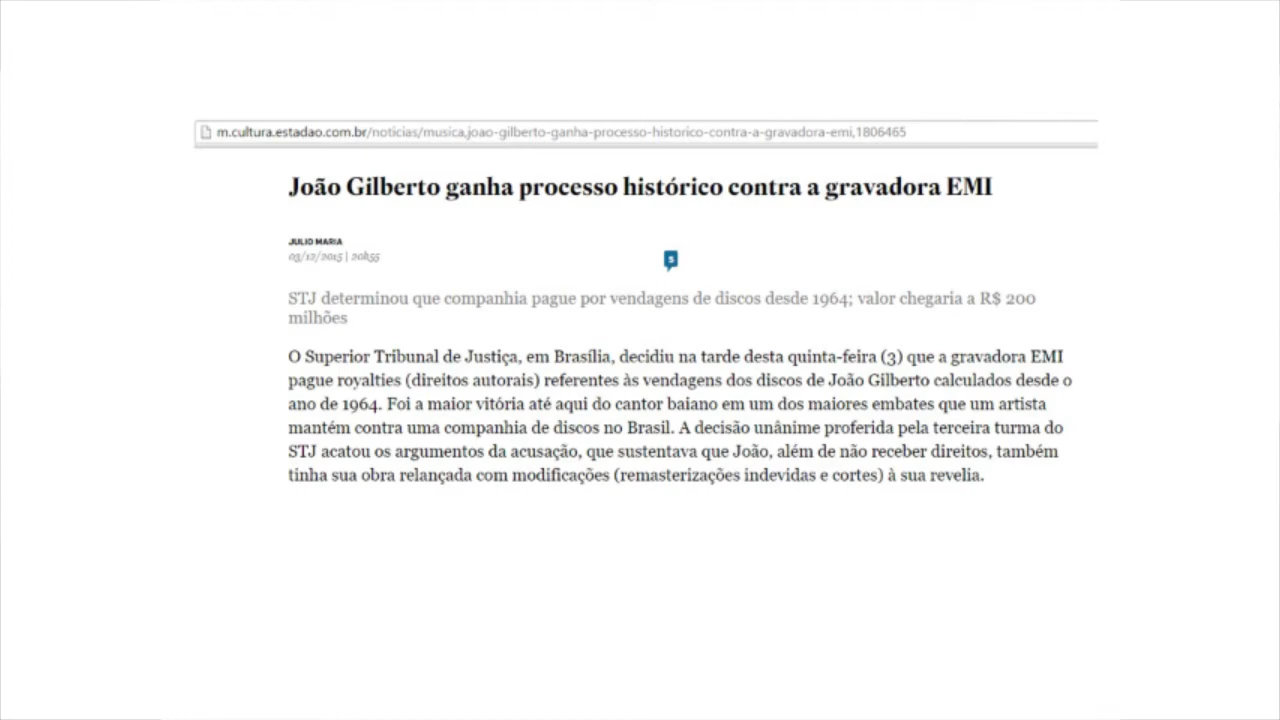 m.cultura.estadao.com.br/noticias/musica,joao-gilberto-ganha-processo-historico-contra-a-gravadora-emi,1806465
João Gilberto ganha processo histórico contra a gravadora EMI
JULIO MARIA
03/12/2015 | 20h55
5
STJ determinou que companhia pague por vendagens de discos desde 1964; valor chegaria a R$ 200
milhões
O Superior Tribunal de Justiça, em Brasília, decidiu na tarde desta quinta-feira (3) que a gravadora EMI
pague royalties (direitos autorais) referentes às vendagens dos discos de João Gilberto calculados desde o
ano de 1964. Foi a maior vitória até aqui do cantor baiano em um dos maiores embates que um artista
mantém contra uma companhia de discos no Brasil. A decisão unânime proferida pela terceira turma do
STJ acatou os argumentos da acusação, que sustentava que João, além de não receber direitos, também
tinha sua obra relançada com modificações (remasterizações indevidas e cortes) à sua revelia.